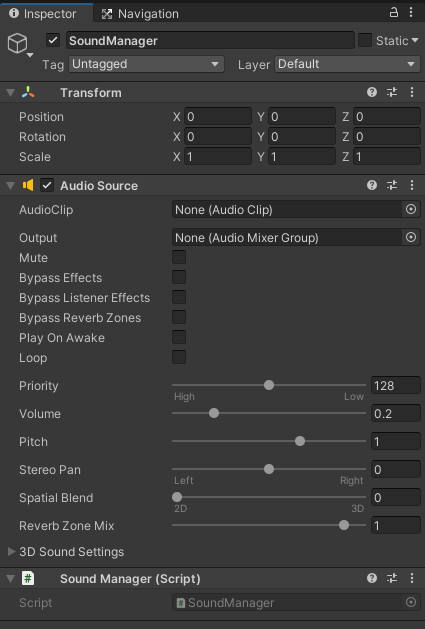 Inspector Navigation
SoundManager Static
Tag Untagged Layer Default
Transform
Position X 0 Y 0 Z 0
Rotation X 0 Y 0 Z 0
Scale X 1 Y 1 Z 1
Audio Source
AudioClip None (Audio Clip)
Output None (Audio Mixer Group)
Mute
Bypass Effects
Bypass Listener Effects
Bypass Reverb Zones
Play On Awake
Loop
Priority 128
High Low
Volume 0.2
Pitch 1
Stereo Pan 0
Left Right
Spatial Blend 0
2D 3D
Reverb Zone Mix 1
3D Sound Settings
# Sound Manager (Script)
Script # SoundManager